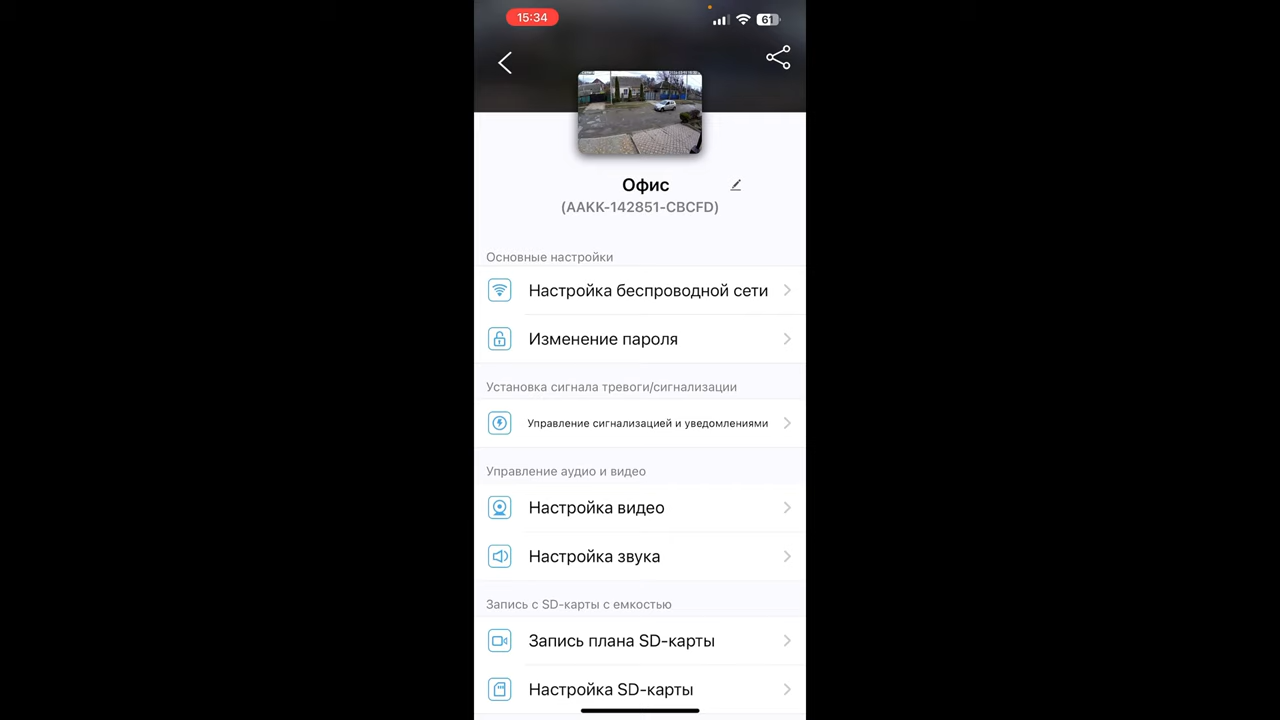 15:34
61
Офис
(AAKK-142851-CBCFD)
Основные настройки
Настройка беспроводной сети
Изменение пароля
Установка сигнала тревоги/сигнализации
Управление сигнализацией и уведомлениями
Управление аудио и видео
Настройка видео
Настройка звука
Запись с SD-карты с емкостью
Запись плана SD-карты
Настройка SD-карты